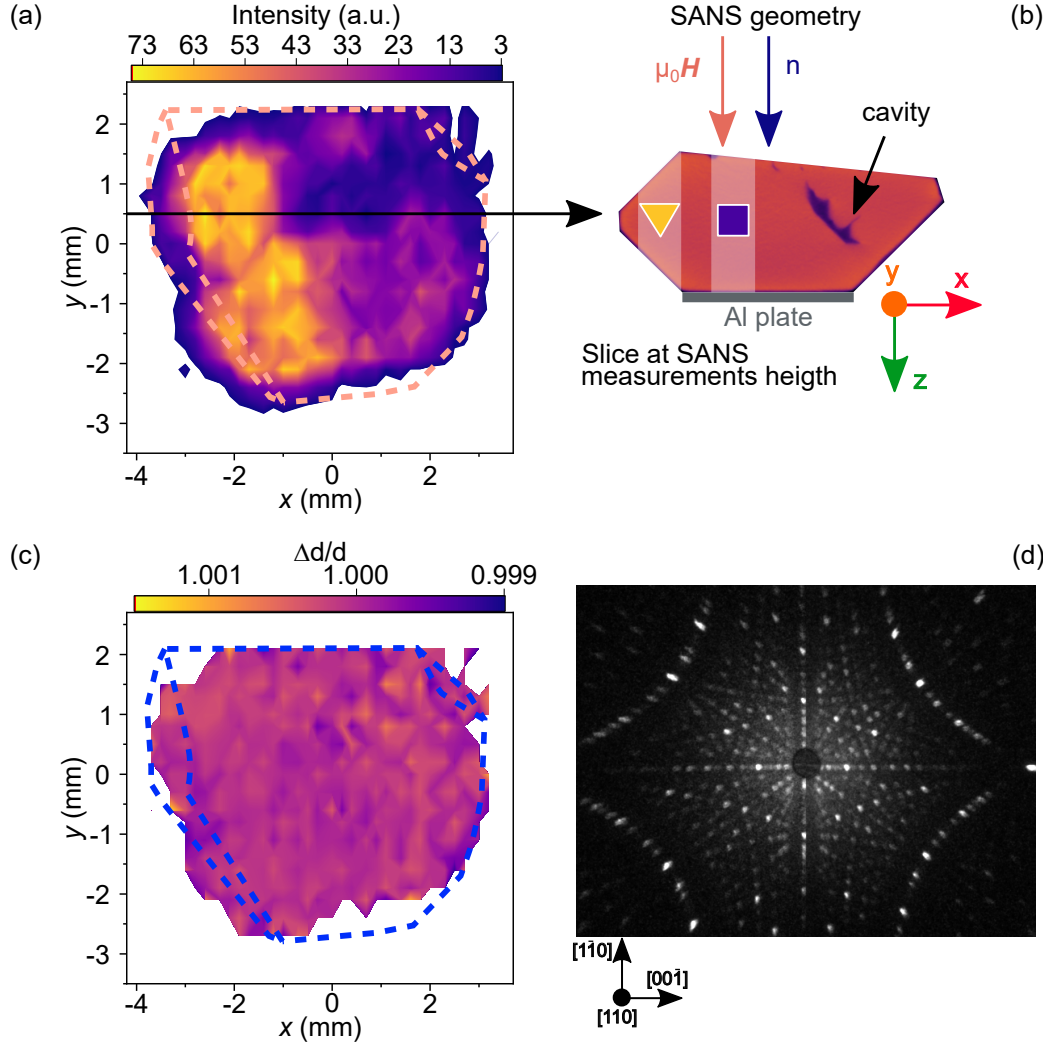 (a)
Intensity (a.u.)
73 63 53 43 33 23 13 3
2
1
0
-1
-2
-3
y (mm)
-4 -2 0 2
x (mm)
SANS geometry
(b)
μ₀H
n
cavity
Al plate
y
x
z
Slice at SANS
measurements heigth
(c)
Δd/d
1.001 1.000 0.999
2
1
0
-1
-2
-3
y (mm)
-4 -2 0 2
x (mm)
(d)
[11̄0]
[001̄]
[110]